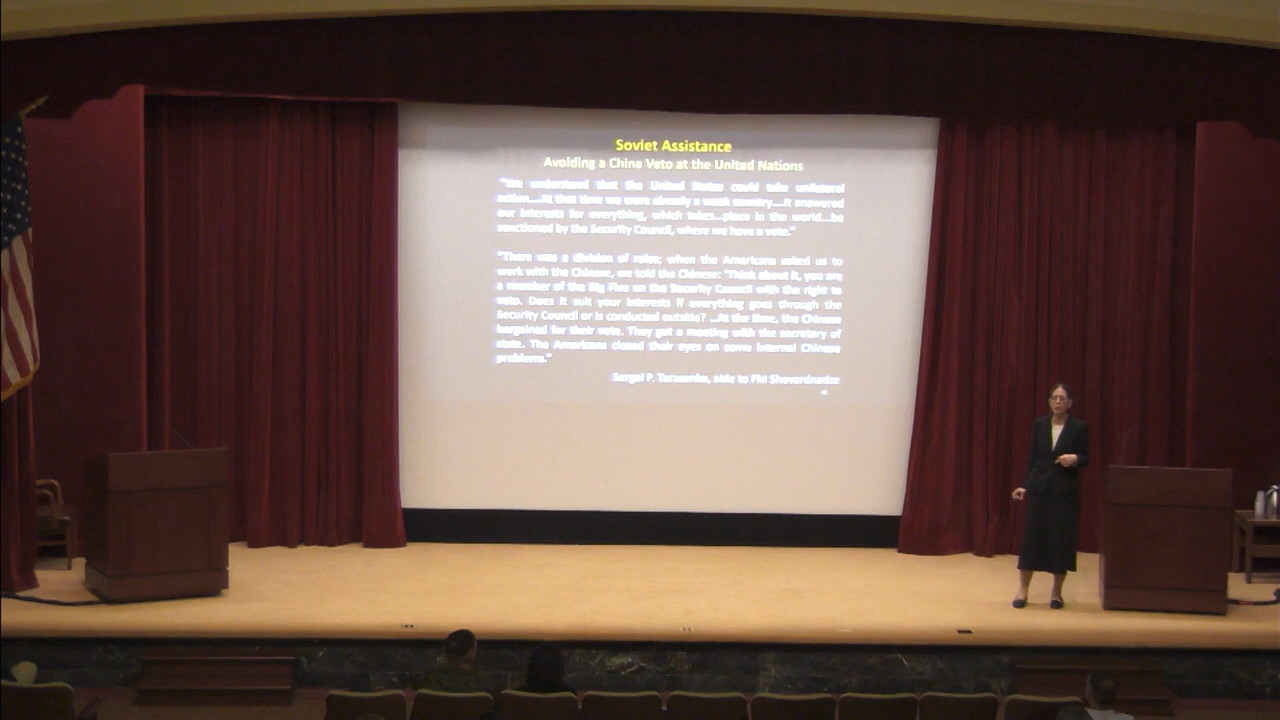 Soviet Assistance
Avoiding a China Veto at the United Nations
"We understood that the United States could take unilateral
action....At that time we were already a weak country....It answered
our interests for everything, which takes...place in the world...be
sanctioned by the Security Council, where we have a vote."
"There was a division of roles; when the Americans asked us to
work with the Chinese, we told the Chinese: 'Think about it, you are
a member of the Big Five on the Security Council with the right to
veto. Does it suit your interests if everything goes through the
Security Council or is conducted outside? ...At the time, the Chinese
bargained for their vote. They got a meeting with the secretary of
state. The Americans closed their eyes on some internal Chinese
problems."
Sergei P. Tarasenko, aide to FM Shevardnadze